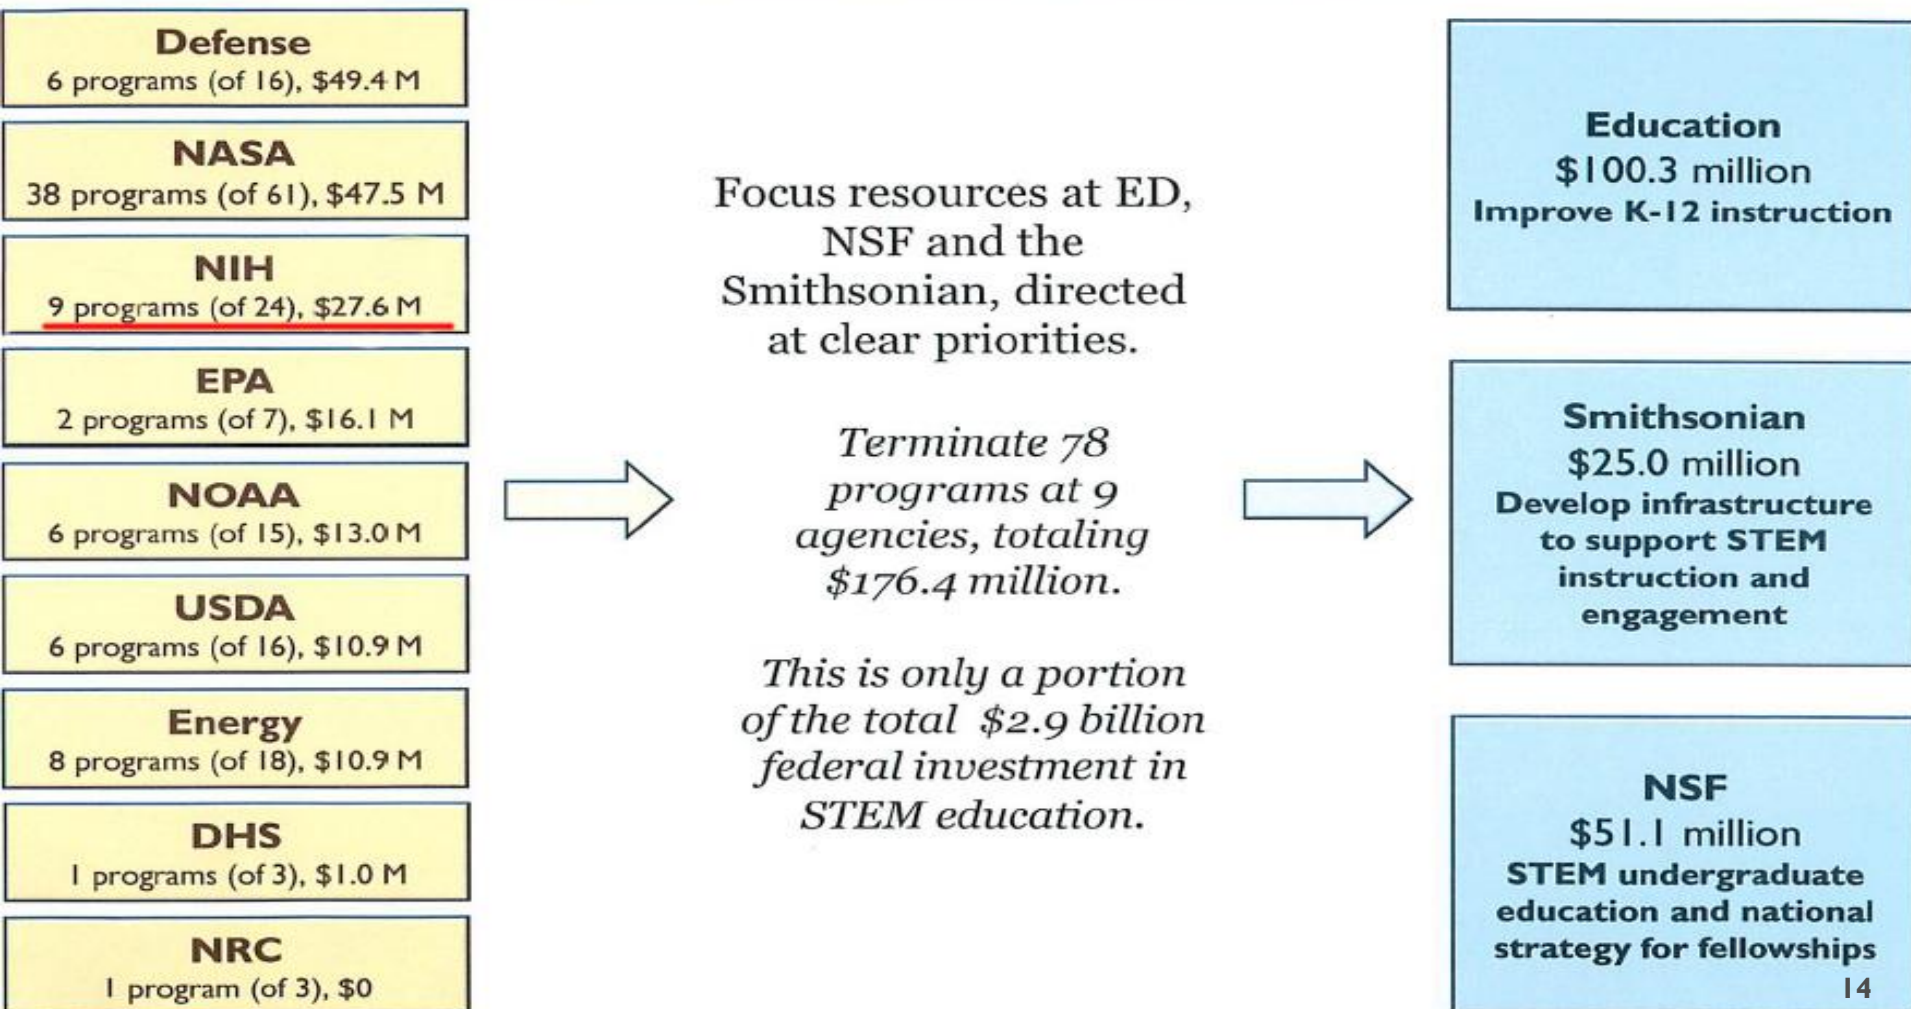 Defense
6 programs (of 16), $49.4 M
NASA
38 programs (of 61), $47.5 M
NIH
9 programs (of 24), $27.6 M
EPA
2 programs (of 7), $16.1 M
NOAA
6 programs (of 15), $13.0 M
USDA
6 programs (of 16), $10.9 M
Energy
8 programs (of 18), $10.9 M
DHS
1 programs (of 3), $1.0 M
NRC
1 program (of 3), $0
Focus resources at ED,
NSF and the
Smithsonian, directed
at clear priorities.
Terminate 78
programs at 9
agencies, totaling
$176.4 million.
This is only a portion
of the total $2.9 billion
federal investment in
STEM education.
Education
$100.3 million
Improve K-12 instruction
Smithsonian
$25.0 million
Develop infrastructure
to support STEM
instruction and
engagement
NSF
$51.1 million
STEM undergraduate
education and national
strategy for fellowships
14